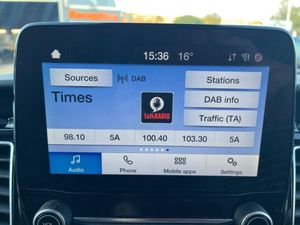 15:36 16°
Sources DAB Stations
Times talkRADIO DAB info
Traffic (TA)
98.10 5A 100.40 103.30 5A
Audio Phone Mobile apps Settings
VOL